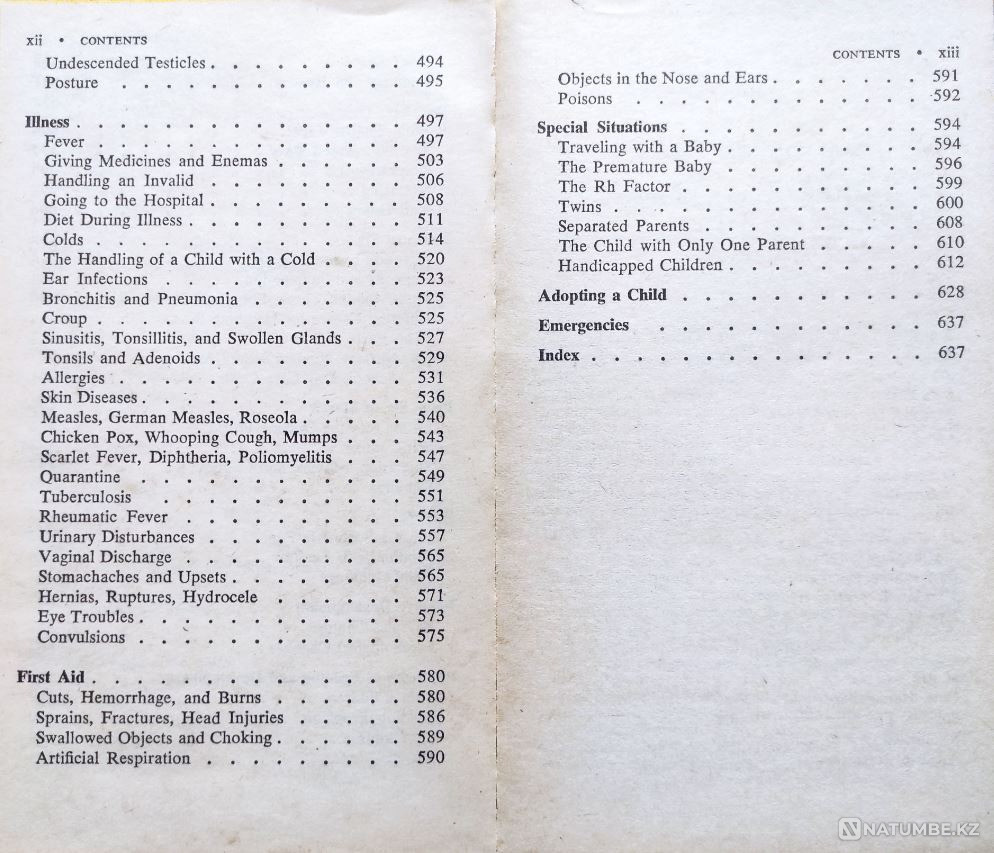 xii • CONTENTS
Undescended Testicles . . . . . . . . . 494
Posture . . . . . . . . . . . . . 495
Illness . . . . . . . . . . . . . . . 497
Fever . . . . . . . . . . . . . . 497
Giving Medicines and Enemas . . . . . . 503
Handling an Invalid . . . . . . . . . 506
Going to the Hospital . . . . . . . . . 508
Diet During Illness . . . . . . . . . . 511
Colds . . . . . . . . . . . . . . 514
The Handling of a Child with a Cold . . . . 520
Ear Infections . . . . . . . . . . . 523
Bronchitis and Pneumonia . . . . . . . 525
Croup . . . . . . . . . . . . . . 525
Sinusitis, Tonsillitis, and Swollen Glands . . . 527
Tonsils and Adenoids . . . . . . . . . 529
Allergies . . . . . . . . . . . . . 531
Skin Diseases . . . . . . . . . . . . 536
Measles, German Measles, Roseola . . . . . 540
Chicken Pox, Whooping Cough, Mumps . . . 543
Scarlet Fever, Diphtheria, Poliomyelitis . . . 547
Quarantine . . . . . . . . . . . . 549
Tuberculosis . . . . . . . . . . . 551
Rheumatic Fever . . . . . . . . . . 553
Urinary Disturbances . . . . . . . . . 557
Vaginal Discharge . . . . . . . . . . 565
Stomachaches and Upsets . . . . . . . . 565
Hernias, Ruptures, Hydrocele . . . . . . 571
Eye Troubles . . . . . . . . . . . . 573
Convulsions . . . . . . . . . . . . 575
First Aid . . . . . . . . . . . . . . 580
Cuts, Hemorrhage, and Burns . . . . . . 580
Sprains, Fractures, Head Injuries . . . . . 586
Swallowed Objects and Choking . . . . . . 589
Artificial Respiration . . . . . . . . . 590
CONTENTS • xiii
Objects in the Nose and Ears . . . . . . . 591
Poisons . . . . . . . . . . . . . 592
Special Situations . . . . . . . . . . . 594
Traveling with a Baby . . . . . . . . . 594
The Premature Baby . . . . . . . . . 596
The Rh Factor . . . . . . . . . . . 599
Twins . . . . . . . . . . . . . . 600
Separated Parents . . . . . . . . . . 608
The Child with Only One Parent . . . . . 610
Handicapped Children . . . . . . . . . 612
Adopting a Child . . . . . . . . . . . 628
Emergencies . . . . . . . . . . . . 637
Index . . . . . . . . . . . . . . . 637
NATUMBE.KZ